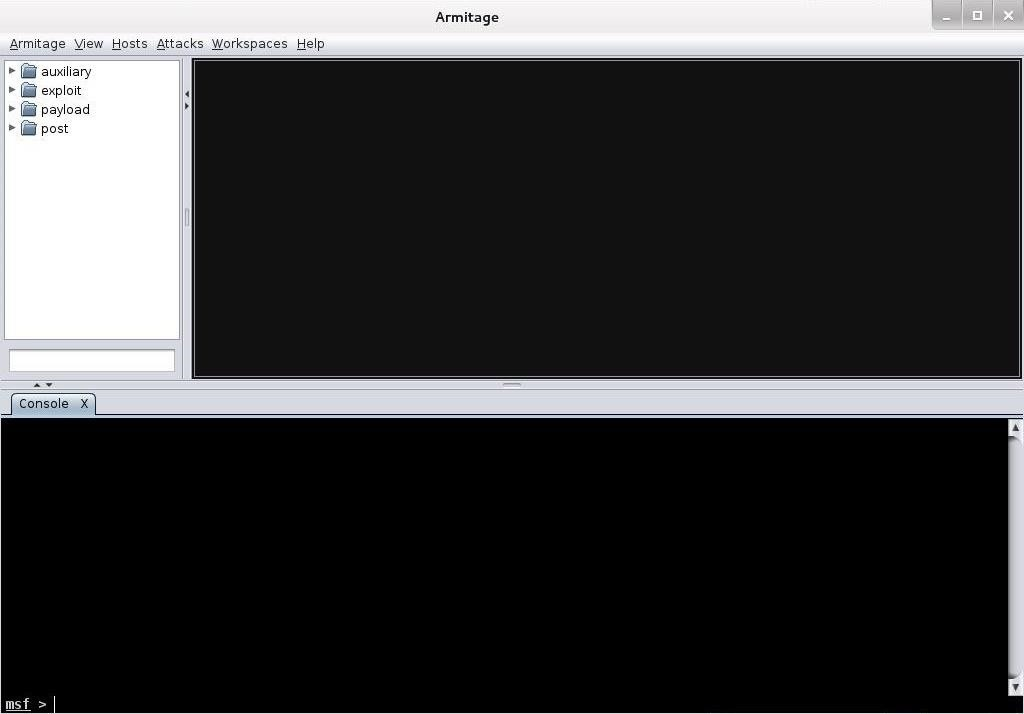 Armitage
Armitage View Hosts Attacks Workspaces Help
auxiliary
exploit
payload
post
Console X
msf >